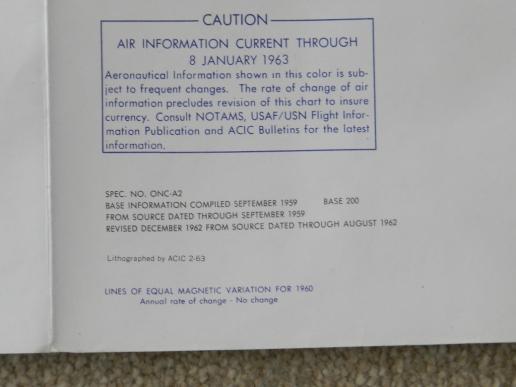 CAUTION
AIR INFORMATION CURRENT THROUGH
8 JANUARY 1963
Aeronautical Information shown in this color is sub-
ject to frequent changes. The rate of change of air
information precludes revision of this chart to insure
currency. Consult NOTAMS, USAF/USN Flight Infor-
mation Publication and ACIC Bulletins for the latest
information.
SPEC. NO. ONC-A2
BASE INFORMATION COMPILED SEPTEMBER 1959 BASE 200
FROM SOURCE DATED THROUGH SEPTEMBER 1959
REVISED DECEMBER 1962 FROM SOURCE DATED THROUGH AUGUST 1962
Lithographed by ACIC 2-63
LINES OF EQUAL MAGNETIC VARIATION FOR 1960
Annual rate of change - No change